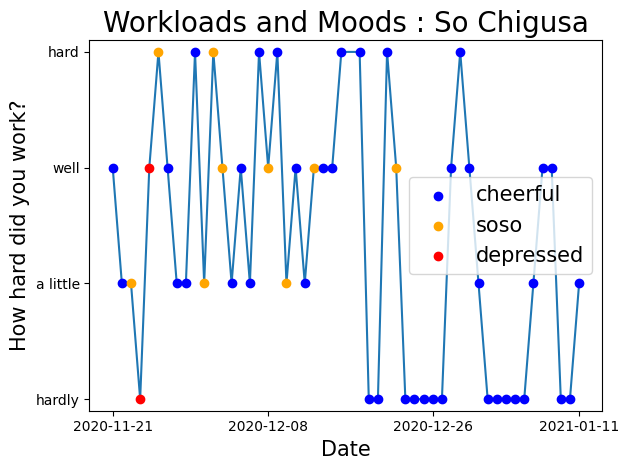 Workloads and Moods : So Chigusa
How hard did you work?
hard
well
a little
hardly
cheerful
soso
depressed
2020-11-21
2020-12-08
2020-12-26
2021-01-11
Date